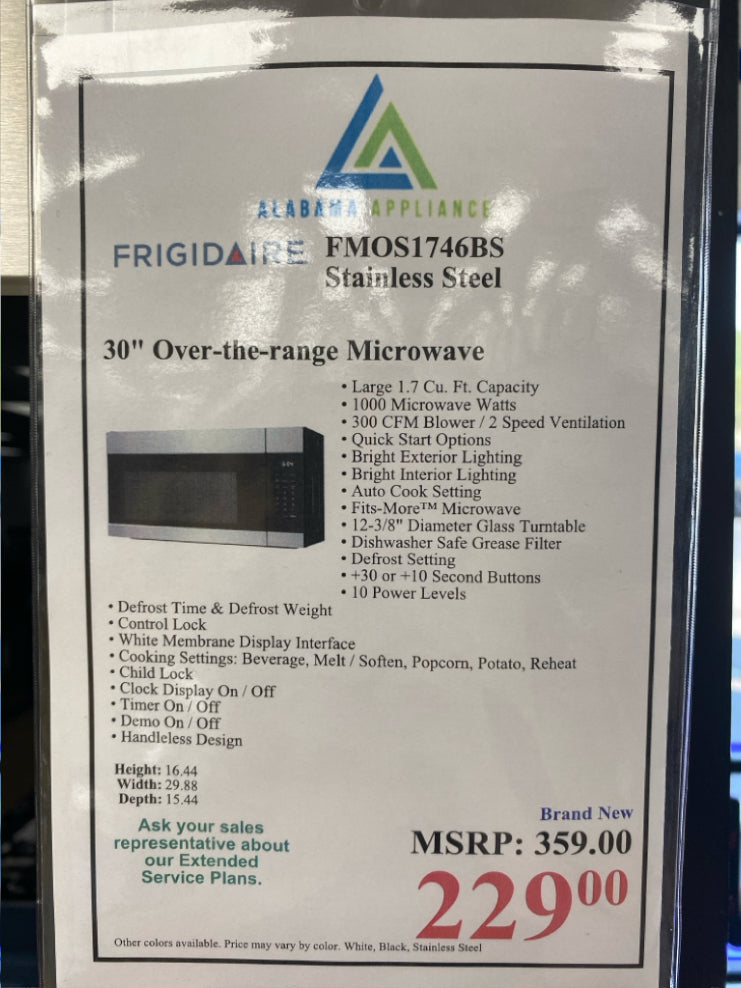 ALABAMA APPLIANCE
FRIGIDAIRE FMOS1746BS
Stainless Steel
30" Over-the-range Microwave
• Large 1.7 Cu. Ft. Capacity
• 1000 Microwave Watts
• 300 CFM Blower / 2 Speed Ventilation
• Quick Start Options
• Bright Exterior Lighting
• Bright Interior Lighting
• Auto Cook Setting
• Fits-More™ Microwave
• 12-3/8" Diameter Glass Turntable
• Dishwasher Safe Grease Filter
• Defrost Setting
• +30 or +10 Second Buttons
• 10 Power Levels
• Defrost Time & Defrost Weight
• Control Lock
• White Membrane Display Interface
• Cooking Settings: Beverage, Melt / Soften, Popcorn, Potato, Reheat
• Child Lock
• Clock Display On / Off
• Timer On / Off
• Demo On / Off
• Handleless Design
Height: 16.44
Width: 29.88
Depth: 15.44
Ask your sales
representative about
our Extended
Service Plans.
Brand New
MSRP: 359.00
22900
Other colors available. Price may vary by color. White, Black, Stainless Steel